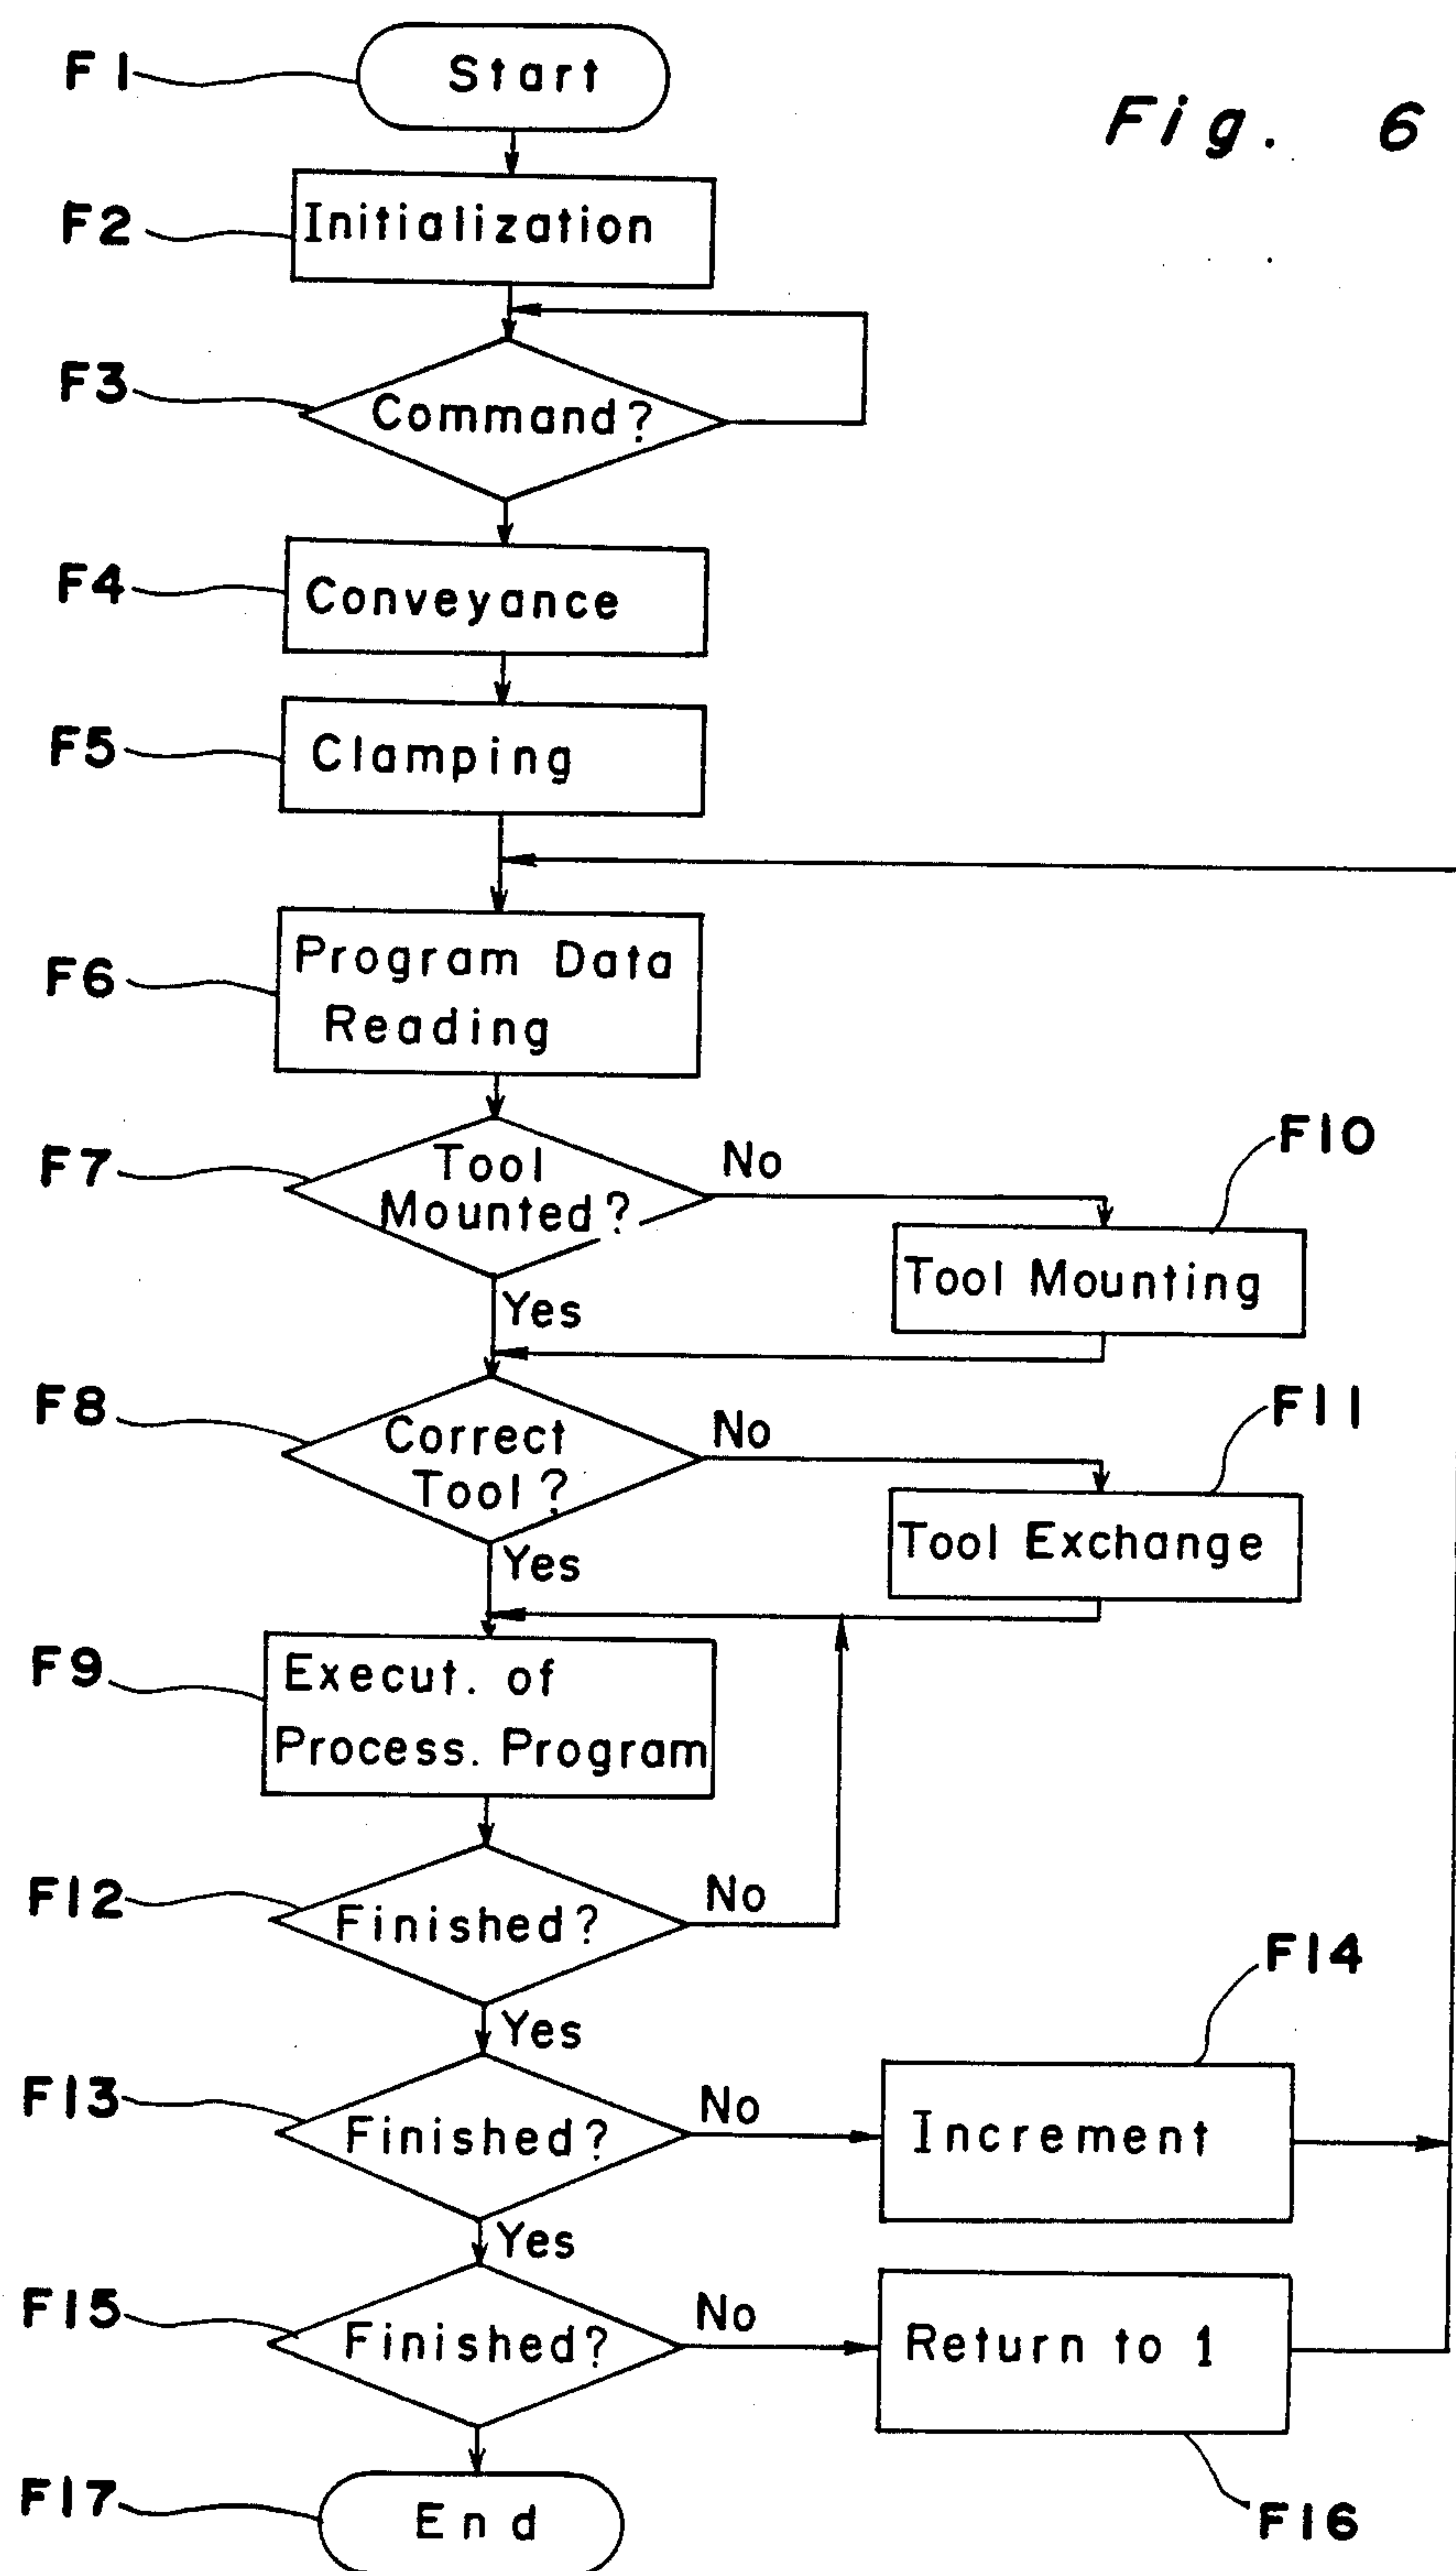 Fig. 6
F1
Start
F2
Initialization
F3
Command?
F4
Conveyance
F5
Clamping
F6
Program Data
Reading
F7
Tool
Mounted?
No
F10
Tool Mounting
Yes
F8
Correct
Tool?
No
F11
Tool Exchange
Yes
F9
Execut. of
Process. Program
F12
Finished?
No
Yes
F13
Finished?
No
F14
Increment
Yes
F15
Finished?
No
Return to 1
F16
F17
End